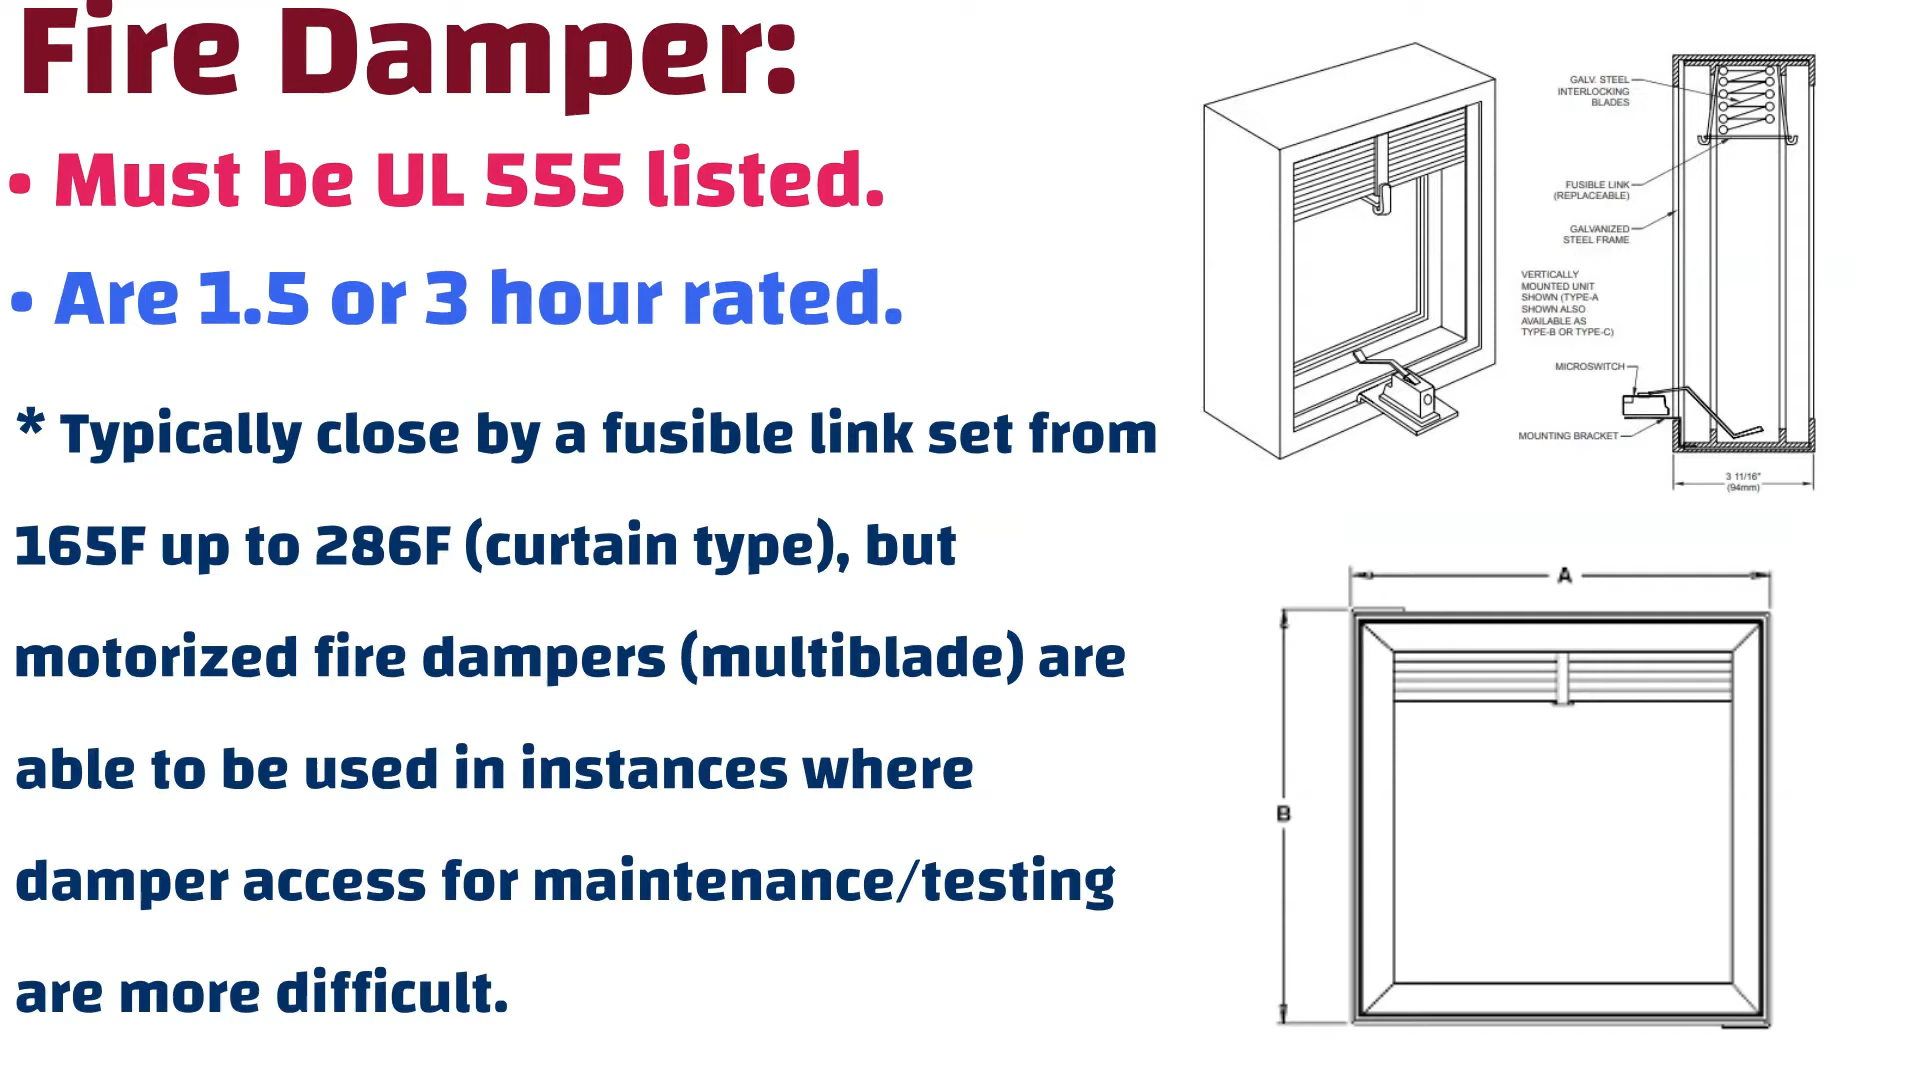 Fire Damper:
• Must be UL 555 listed.
• Are 1.5 or 3 hour rated.
* Typically close by a fusible link set from
165F up to 286F (curtain type), but
motorized fire dampers (multiblade) are
able to be used in instances where
damper access for maintenance/testing
are more difficult.
GALV. STEEL
INTERLOCKING
BLADES
FUSIBLE LINK
(REPLACEABLE)
GALVANIZED
STEEL FRAME
VERTICALLY
MOUNTED UNIT
SHOWN (TYPE-A
SHOWN ALSO
AVAILABLE AS
TYPE-B OR TYPE-C)
MICROSWITCH
MOUNTING BRACKET
3 11/16"
(94mm)
A
B